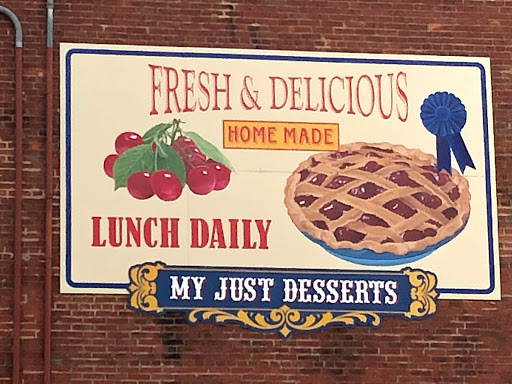 FRESH & DELICIOUS
HOME MADE
LUNCH DAILY
MY JUST DESSERTS